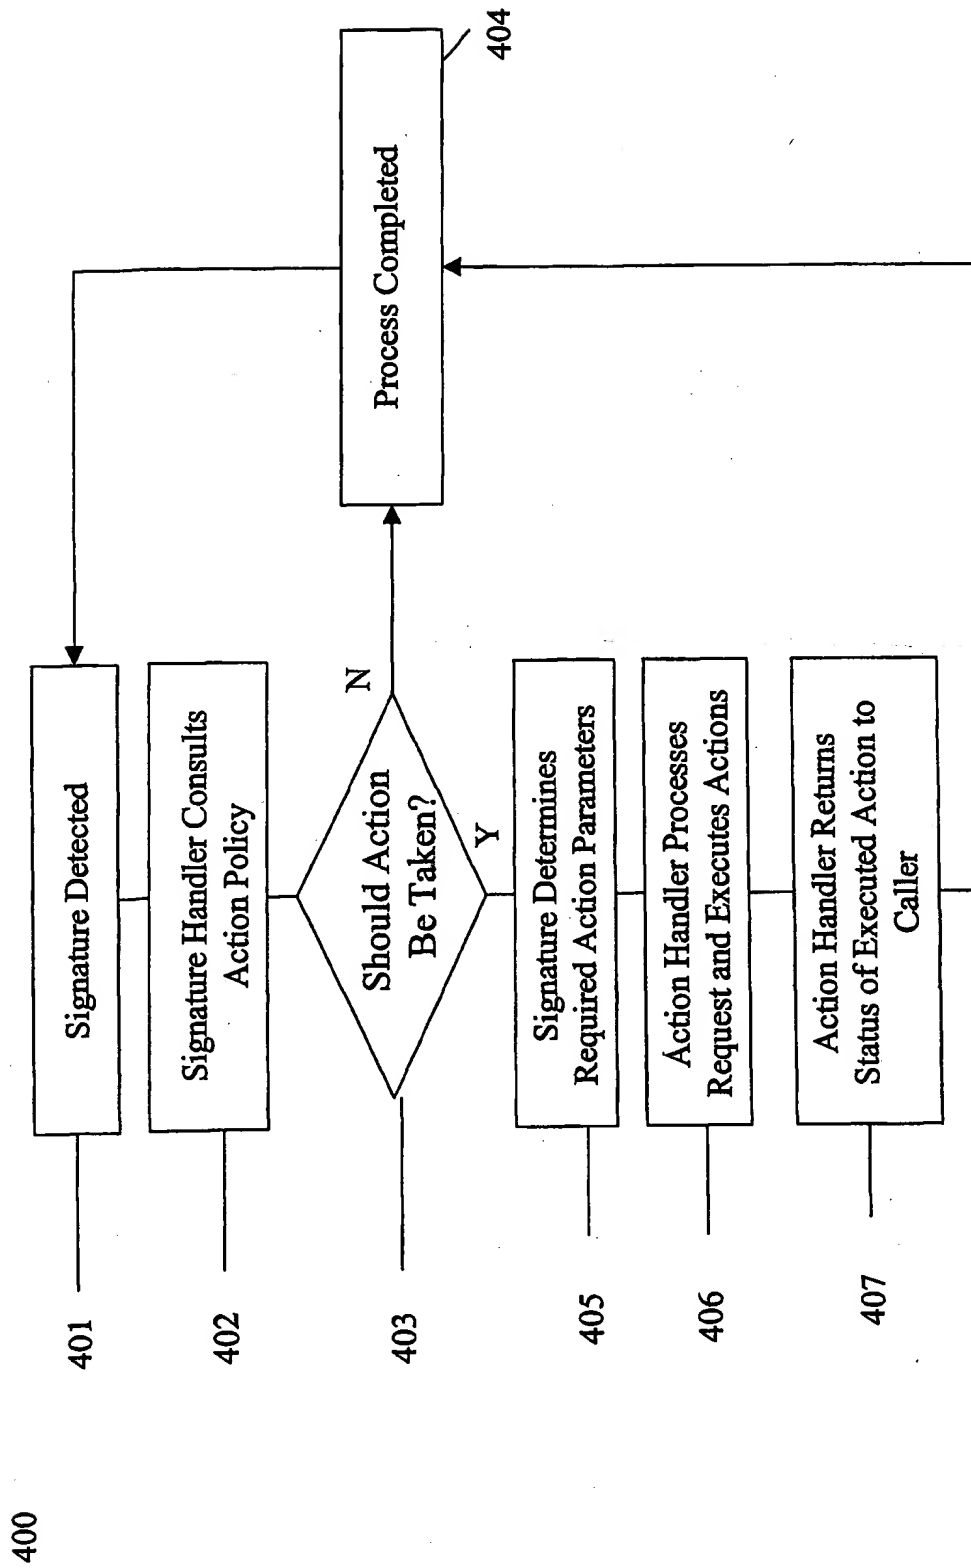 400
401
Signature Detected
402
Signature Handler Consults
Action Policy
403
Should Action
Be Taken?
N
Y
Process Completed
404
405
Signature Determines
Required Action Parameters
406
Action Handler Processes
Request and Executes Actions
407
Action Handler Returns
Status of Executed Action to
Caller